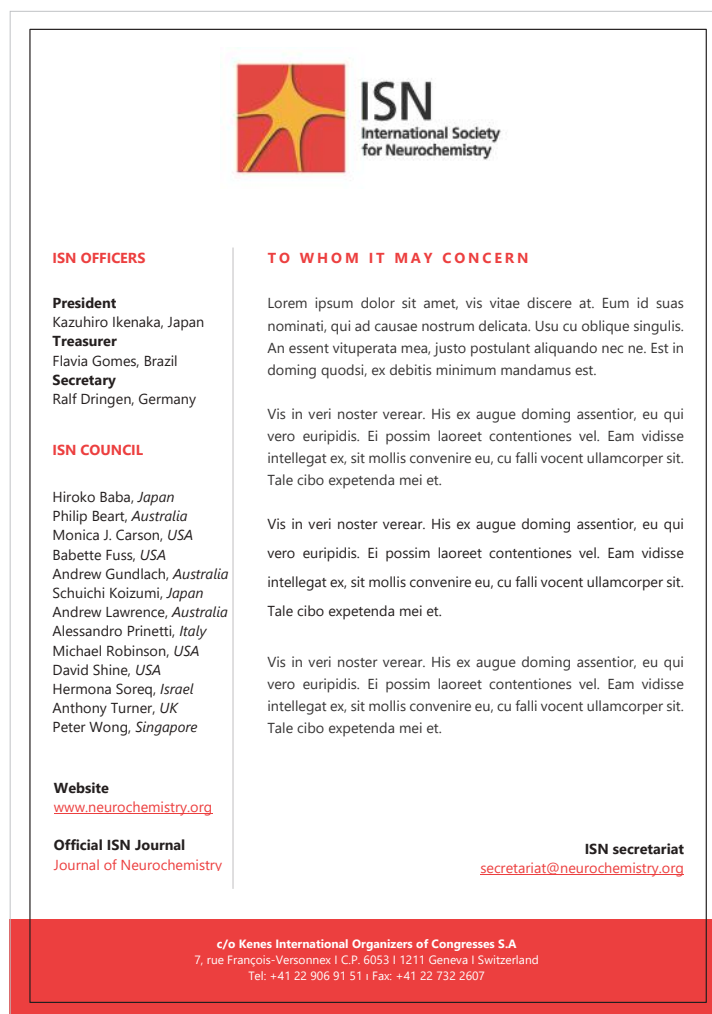 ISN
International Society
for Neurochemistry
ISN OFFICERS
President
Kazuhiro Ikenaka, Japan
Treasurer
Flavia Gomes, Brazil
Secretary
Ralf Dringen, Germany
ISN COUNCIL
Hiroko Baba, Japan
Philip Beart, Australia
Monica J. Carson, USA
Babette Fuss, USA
Andrew Gundlach, Australia
Schuichi Koizumi, Japan
Andrew Lawrence, Australia
Alessandro Prinetti, Italy
Michael Robinson, USA
David Shine, USA
Hermona Soreq, Israel
Anthony Turner, UK
Peter Wong, Singapore
Website
www.neurochemistry.org
Official ISN Journal
Journal of Neurochemistry
TO WHOM IT MAY CONCERN
Lorem ipsum dolor sit amet, vis vitae discere at. Eum id suas
nominati, qui ad causae nostrum delicata. Usu cu oblique singulis.
An essent vituperata mea, justo postulant aliquando nec ne. Est in
doming quodsi, ex debitis minimum mandamus est.
Vis in veri noster verear. His ex augue doming assentior, eu qui
vero euripidis. Ei possim laoreet contentiones vel. Eam vidisse
intellegat ex, sit mollis convenire eu, cu falli vocent ullamcorper sit.
Tale cibo expetenda mei et.
Vis in veri noster verear. His ex augue doming assentior, eu qui
vero euripidis. Ei possim laoreet contentiones vel. Eam vidisse
intellegat ex, sit mollis convenire eu, cu falli vocent ullamcorper sit.
Tale cibo expetenda mei et.
Vis in veri noster verear. His ex augue doming assentior, eu qui
vero euripidis. Ei possim laoreet contentiones vel. Eam vidisse
intellegat ex, sit mollis convenire eu, cu falli vocent ullamcorper sit.
Tale cibo expetenda mei et.
ISN secretariat
secretariat@neurochemistry.org
c/o Kenes International Organizers of Congresses S.A
7, rue François-Versonnex I C.P. 6053 I 1211 Geneva I Switzerland
Tel: +41 22 906 91 51 ı Fax: +41 22 732 2607